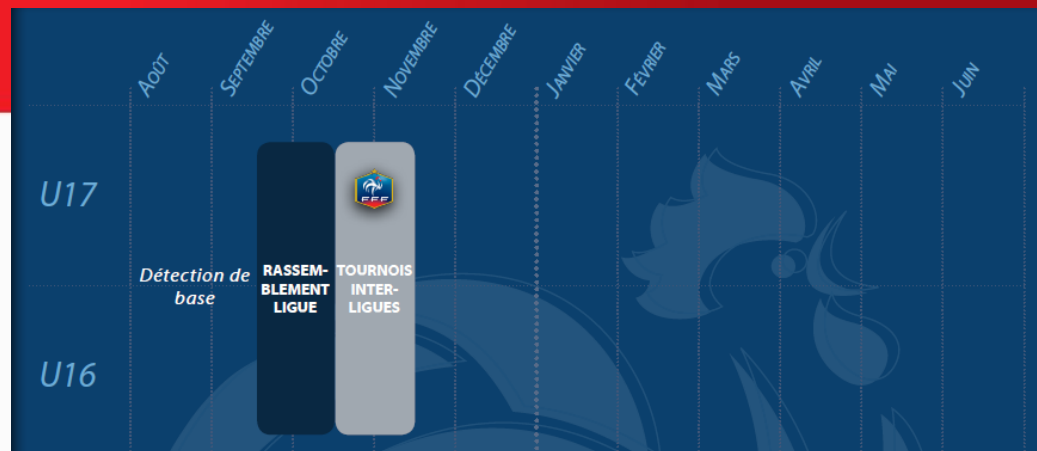 AOÛT
SEPTEMBRE
OCTOBRE
NOVEMBRE
DÉCEMBRE
JANVIER
FÉVRIER
MARS
AVRIL
MAI
JUIN
U17
FFF
Détection de
base
RASSEM-
BLEMENT
LIGUE
TOURNOIS
INTER-
LIGUES
U16